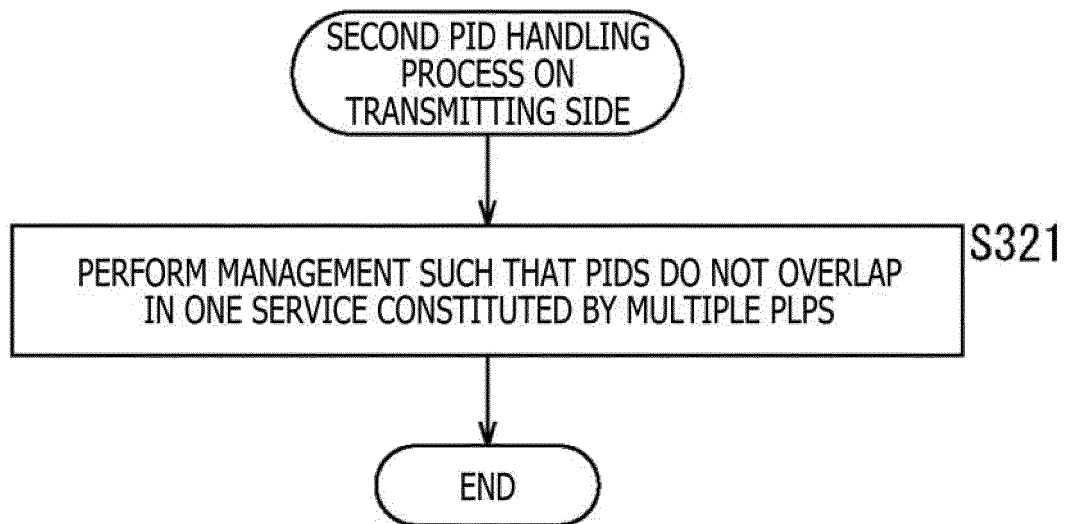 SECOND PID HANDLING
PROCESS ON
TRANSMITTING SIDE
S321
PERFORM MANAGEMENT SUCH THAT PIDS DO NOT OVERLAP
IN ONE SERVICE CONSTITUTED BY MULTIPLE PLPS
END